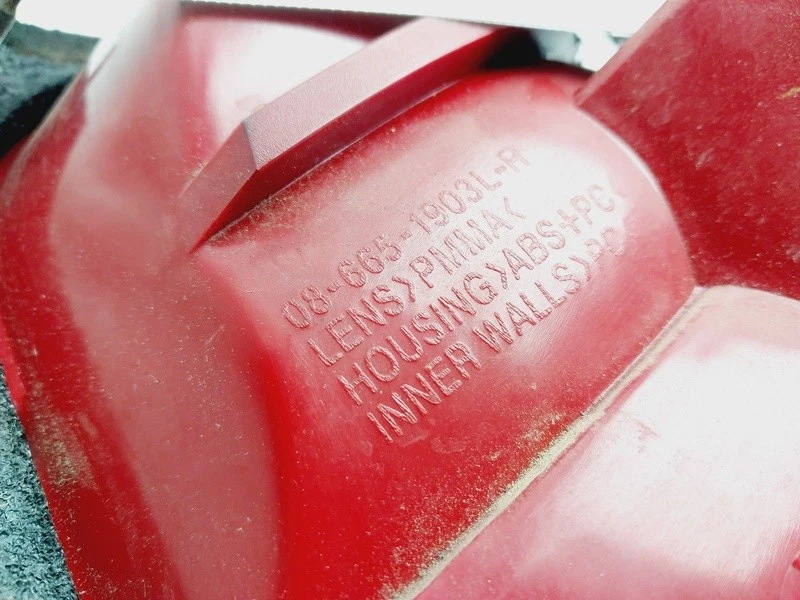 08-665-1903L-R
LENS>PMMA<
HOUSING>ABS+PC<
INNER WALLS>PC